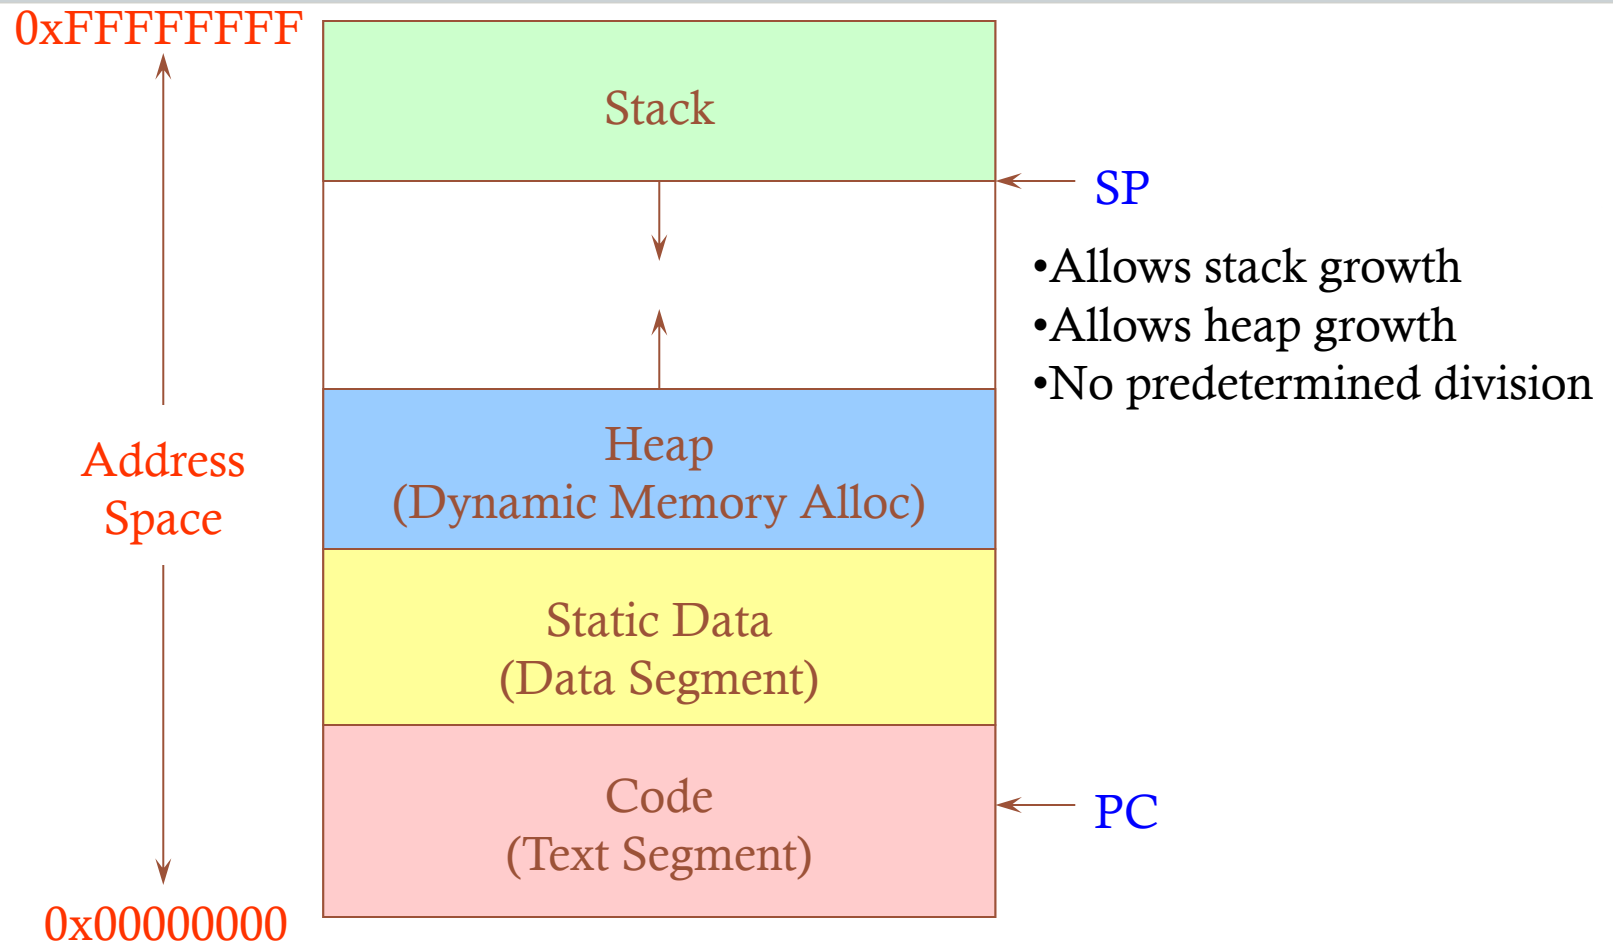 0xFFFFFFFF
Stack
SP
•Allows stack growth
•Allows heap growth
•No predetermined division
Heap
(Dynamic Memory Alloc)
Address
Space
Static Data
(Data Segment)
Code
(Text Segment)
PC
0x00000000